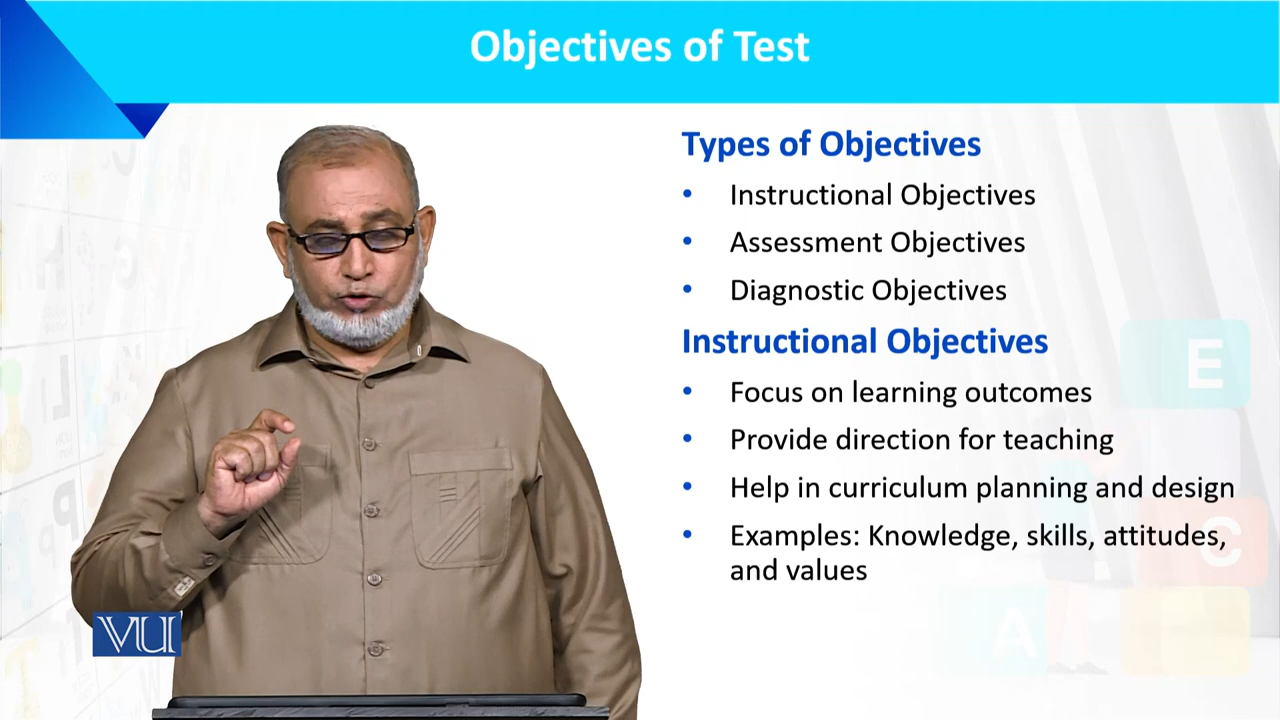 Objectives of Test
Types of Objectives
• Instructional Objectives
• Assessment Objectives
• Diagnostic Objectives
Instructional Objectives
• Focus on learning outcomes
• Provide direction for teaching
• Help in curriculum planning and design
• Examples: Knowledge, skills, attitudes,
and values
VU
E
C
A